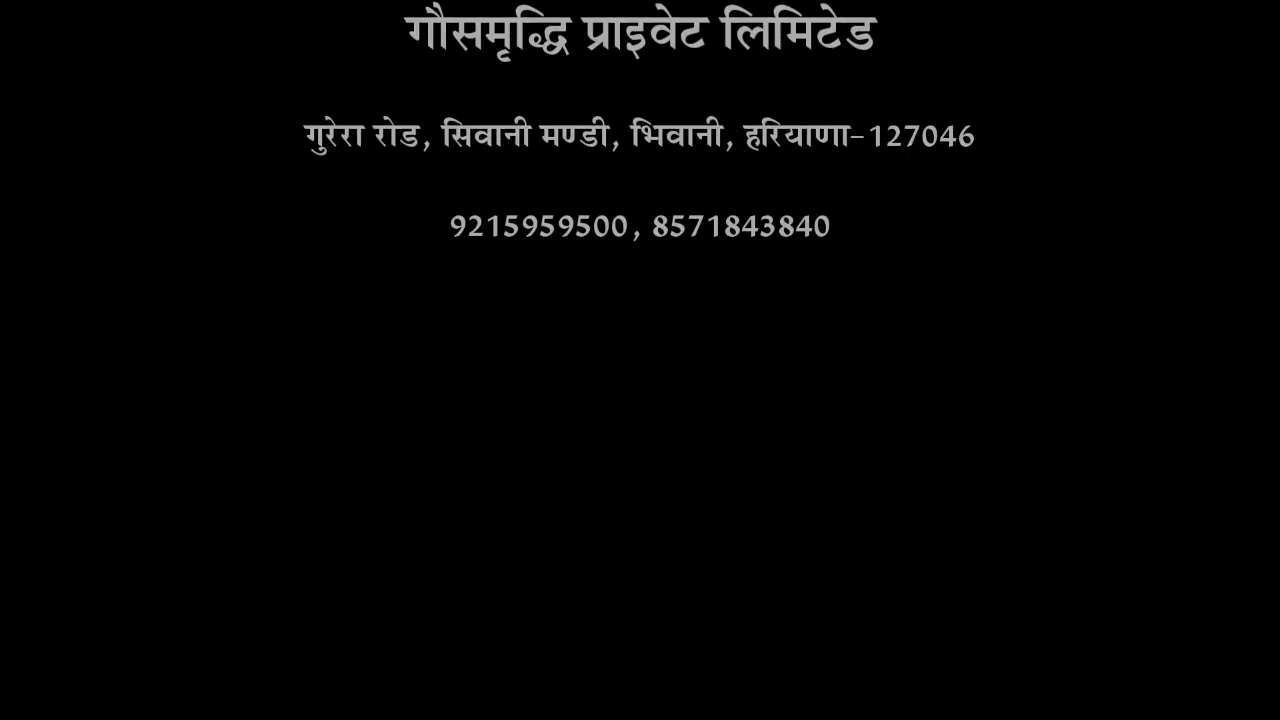 गौसमृद्धि प्राइवेट लिमिटेड
गुरेरा रोड, सिवानी मण्डी, भिवानी, हरियाणा-127046
9215959500, 8571843840